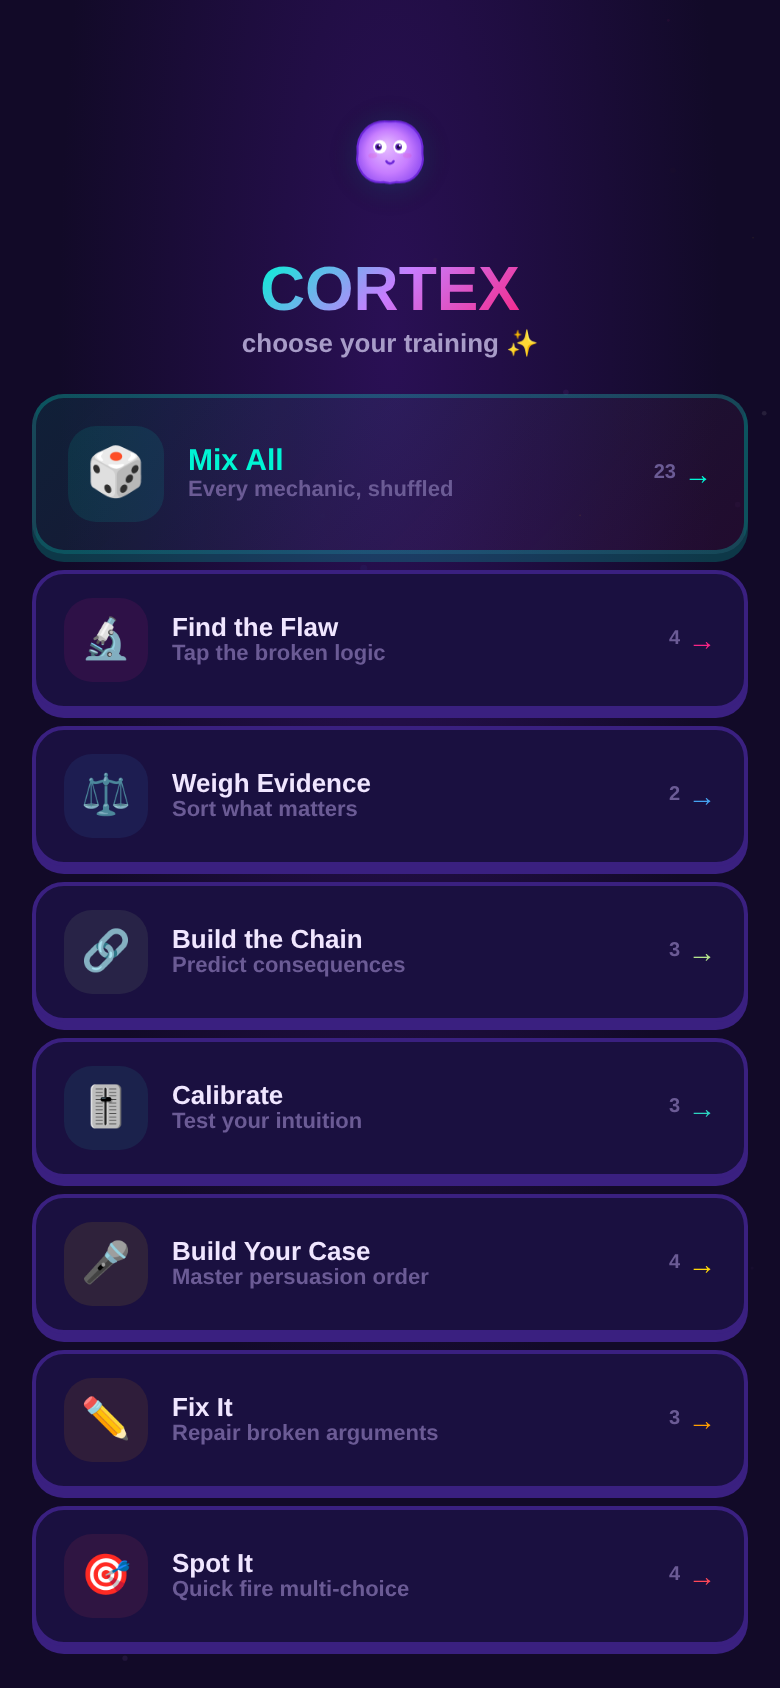 CORTEX
choose your training ✨
Mix All
Every mechanic, shuffled
23 →
Find the Flaw
Tap the broken logic
4 →
Weigh Evidence
Sort what matters
2 →
Build the Chain
Predict consequences
3 →
Calibrate
Test your intuition
3 →
Build Your Case
Master persuasion order
4 →
Fix It
Repair broken arguments
3 →
Spot It
Quick fire multi-choice
4 →